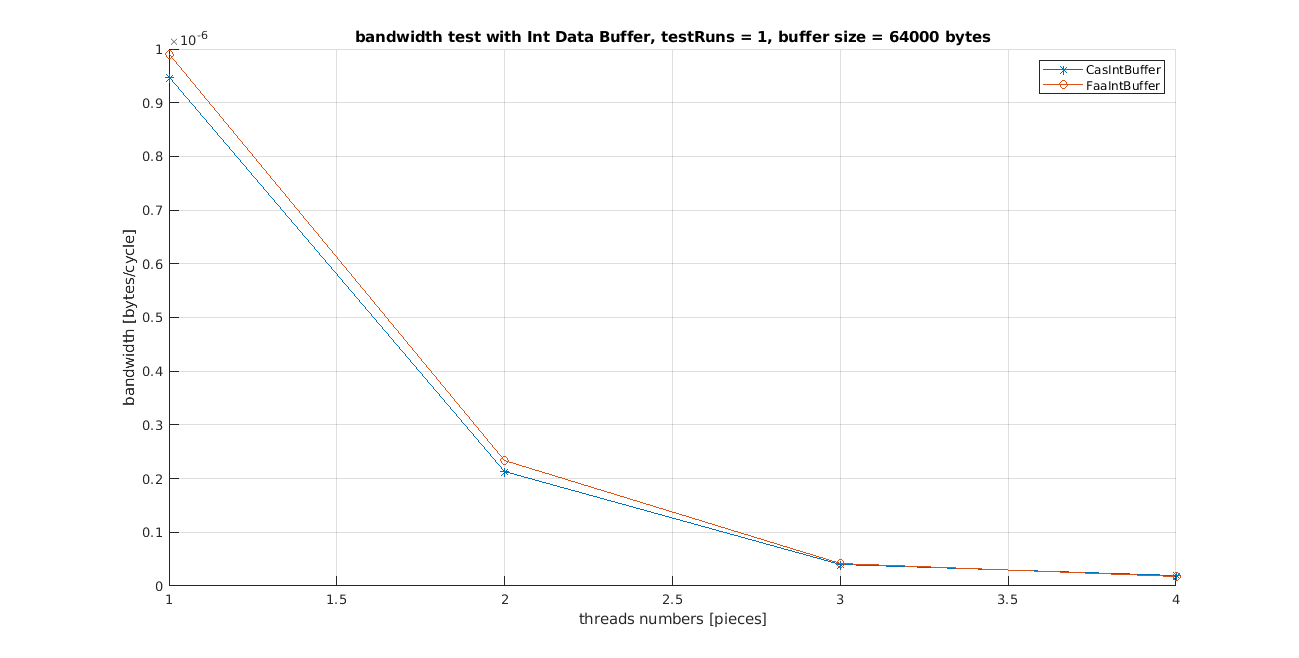 bandwidth test with Int Data Buffer, testRuns = 1, buffer size = 64000 bytes
×10^-6
CasIntBuffer
FaaIntBuffer
1
0.9
0.8
0.7
0.6
0.5
0.4
0.3
0.2
0.1
0
bandwidth [bytes/cycle]
1 1.5 2 2.5 3 3.5 4
threads numbers [pieces]